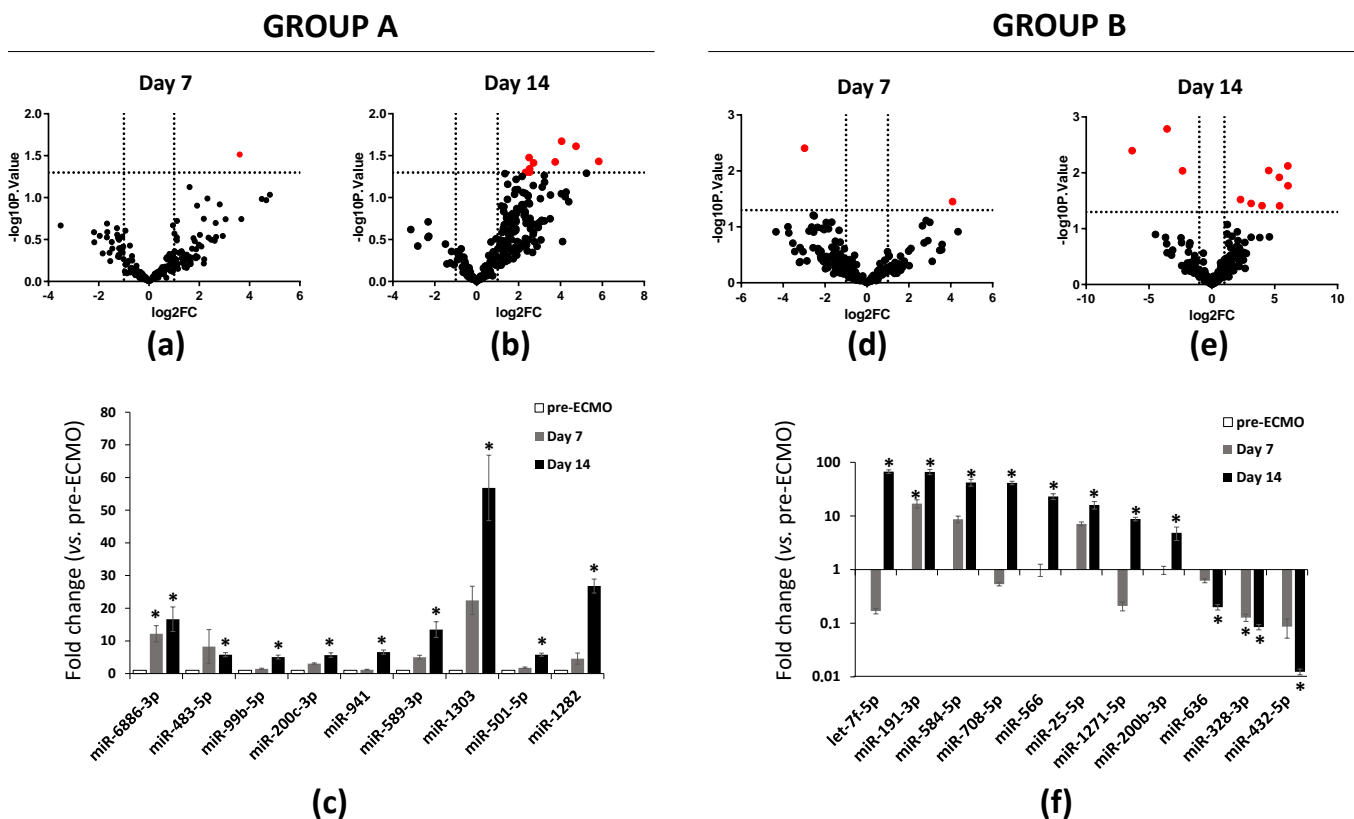 GROUP A
GROUP B
Day 7
Day 14
Day 7
Day 14
2.0
1.5
1.0
0.5
0.0
-log10P.Value
-4 -2 0 2 4 6
log2FC
(a)
2.0
1.5
1.0
0.5
0.0
-log10P.Value
-4 -2 0 2 4 6 8
log2FC
(b)
3
2
1
0
-log10P.Value
-6 -4 -2 0 2 4 6
log2FC
(d)
3
2
1
0
-log10P.Value
-10 -5 0 5 10
log2FC
(e)
80
70
60
50
40
30
20
10
0
Fold change (vs. pre-ECMO)
pre-ECMO
Day 7
Day 14
* * * * * * * * * *
miR-6886-3p
miR-483-5p
miR-99b-5p
miR-200c-3p
miR-941
miR-589-3p
miR-1303
miR-501-5p
miR-1282
(c)
100
10
1
0,1
0,01
Fold change (vs. pre-ECMO)
pre-ECMO
Day 7
Day 14
* * * * * * * * * * * * *
let-7f-5p
miR-191-3p
miR-584-5p
miR-708-5p
miR-566
miR-25-5p
miR-1271-5p
miR-200b-3p
miR-636
miR-328-3p
miR-432-5p
(f)